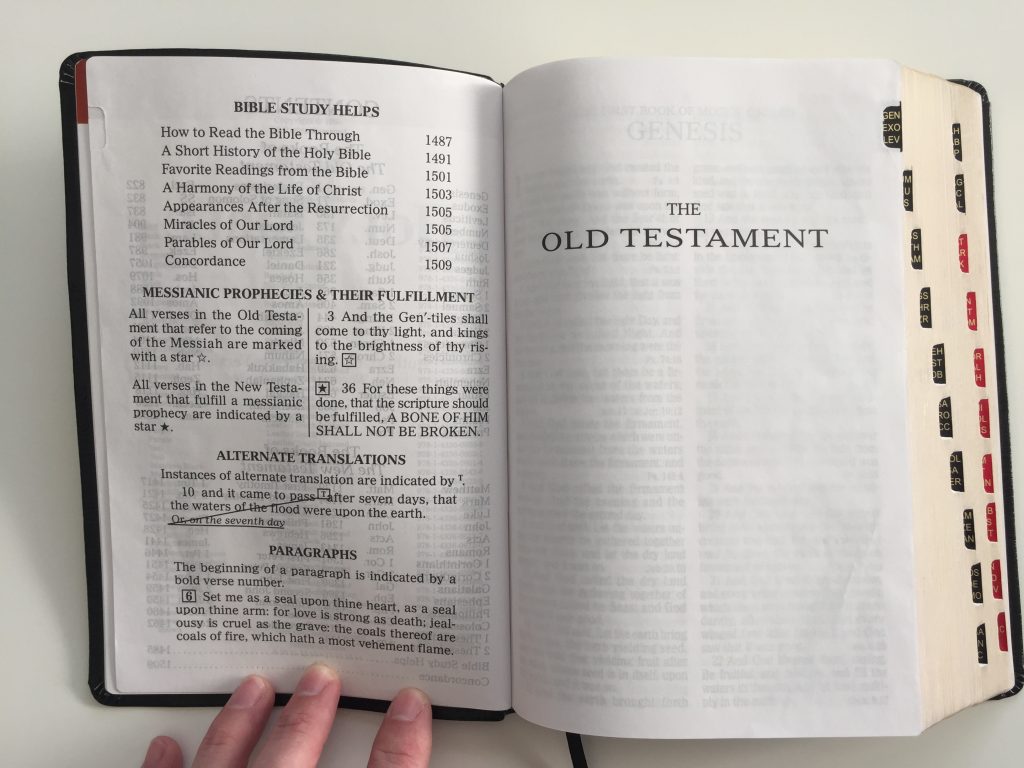 BIBLE STUDY HELPS
How to Read the Bible Through 1487
A Short History of the Holy Bible 1491
Favorite Readings from the Bible 1501
A Harmony of the Life of Christ 1503
Appearances After the Resurrection 1505
Miracles of Our Lord 1505
Parables of Our Lord 1507
Concordance 1509
MESSIANIC PROPHECIES & THEIR FULFILLMENT
All verses in the Old Testa-
ment that refer to the coming
of the Messiah are marked
with a star ☆.
3 And the Gen'-tiles shall
come to thy light, and kings
to the brightness of thy ris-
ing. ☆
All verses in the New Testa-
ment that fulfill a messianic
prophecy are indicated by a
star ★.
★ 36 For these things were
done, that the scripture should
be fulfilled, A BONE OF HIM
SHALL NOT BE BROKEN.
ALTERNATE TRANSLATIONS
Instances of alternate translation are indicated by T.
10 and it came to pass T after seven days, that
the waters of the flood were upon the earth.
Or, on the seventh day
PARAGRAPHS
The beginning of a paragraph is indicated by a
bold verse number.
6 Set me as a seal upon thine heart, as a seal
upon thine arm: for love is strong as death; jeal-
ousy is cruel as the grave: the coals thereof are
coals of fire, which hath a most vehement flame.
THE
OLD TESTAMENT
GEN
EXO
LEV